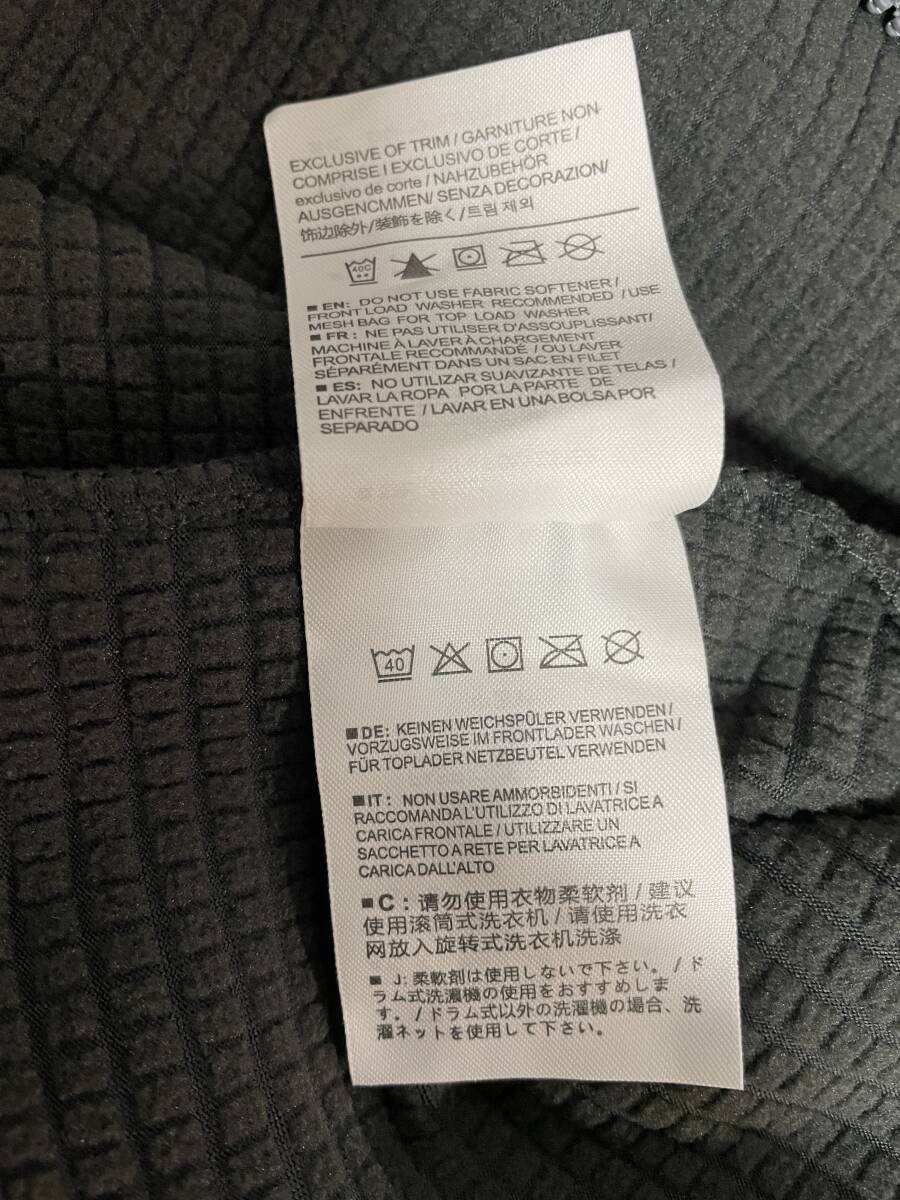 EXCLUSIVE OF TRIM / GARNITURE NON-
COMPRISE I EXCLUSIVO DE CORTE /
exclusivo de corte / NAHZUBEHÖR
AUSGENCMMEN/ SENZA DECORAZION/
饰边除外/装飾を除く/트림 제외
40C
■ EN: DO NOT USE FABRIC SOFTENER /
FRONT LOAD WASHER RECOMMENDED / USE
MESH BAG FOR TOP LOAD WASHER
■ FR : NE PAS UTILISER D'ASSOUPLISSANT/
MACHINE À LAVER À CHARGEMENT
FRONTALE RECOMMANDÉ / OU LAVER
SÉPARÉMENT DANS UN SAC EN FILET
■ ES: NO UTILIZAR SUAVIZANTE DE TELAS /
LAVAR LA ROPA POR LA PARTE DE
ENFRENTE / LAVAR EN UNA BOLSA POR
SEPARADO
40
■DE: KEINEN WEICHSPÜLER VERWENDEN /
VORZUGSWEISE IM FRONTLADER WASCHEN /
FÜR TOPLADER NETZBEUTEL VERWENDEN
■IT : NON USARE AMMORBIDENTI / SI
RACCOMANDA L'UTILIZZO DI LAVATRICE A
CARICA FRONTALE / UTILIZZARE UN
SACCHETTO A RETE PER LAVATRICE A
CARICA DALL'ALTO
■C : 请勿使用衣物柔软剂 / 建议
使用滚筒式洗衣机 / 请使用洗衣
网放入旋转式洗衣机洗涤
■ J: 柔軟剤は使用しないで下さい。 / ド
ラム式洗濯機の使用をおすすめしま
す。 / ドラム式以外の洗濯機の場合、洗
濯ネットを使用して下さい。